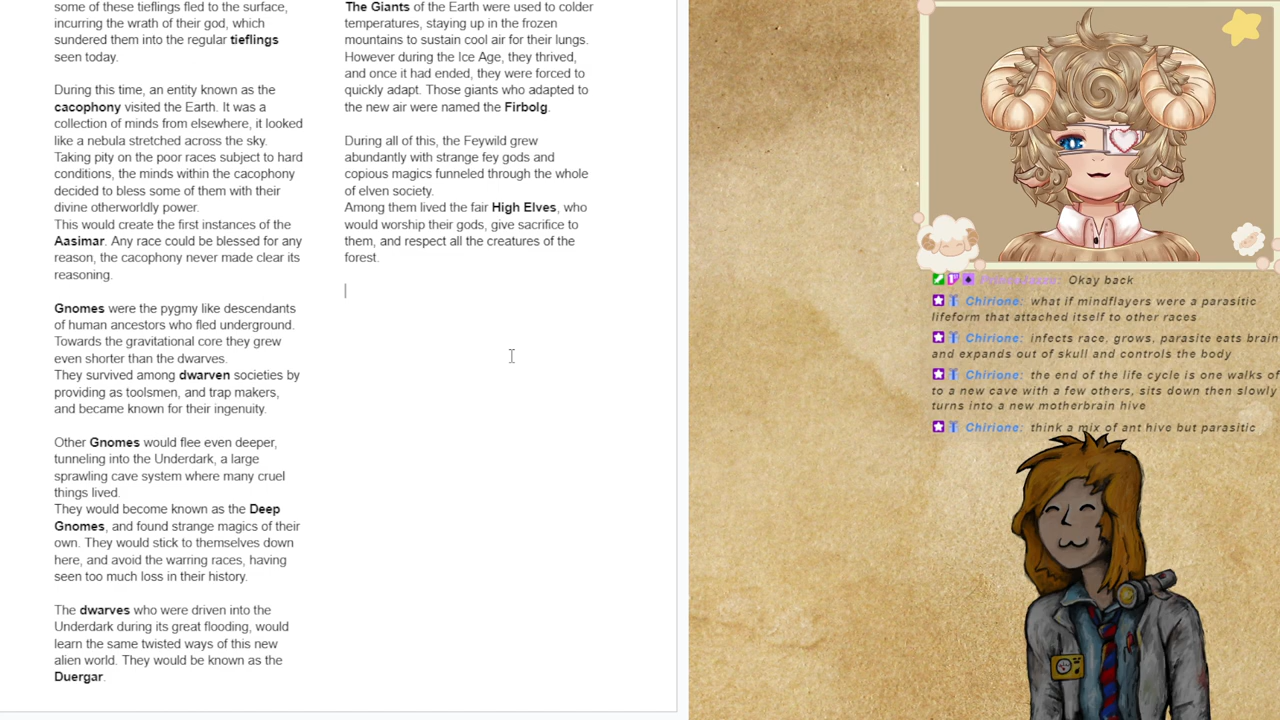 some of these tieflings fled to the surface,
incurring the wrath of their god, which
sundered them into the regular tieflings
seen today.
During this time, an entity known as the
cacophony visited the Earth. It was a
collection of minds from elsewhere, it looked
like a nebula stretched across the sky.
Taking pity on the poor races subject to hard
conditions, the minds within the cacophony
decided to bless some of them with their
divine otherworldly power.
This would create the first instances of the
Aasimar. Any race could be blessed for any
reason, the cacophony never made clear its
reasoning.
Gnomes were the pygmy like descendants
of human ancestors who fled underground.
Towards the gravitational core they grew
even shorter than the dwarves.
They survived among dwarven societies by
providing as toolsmen, and trap makers,
and became known for their ingenuity.
Other Gnomes would flee even deeper,
tunneling into the Underdark, a large
sprawling cave system where many cruel
things lived.
They would become known as the Deep
Gnomes, and found strange magics of their
own. They would stick to themselves down
here, and avoid the warring races, having
seen too much loss in their history.
The dwarves who were driven into the
Underdark during its great flooding, would
learn the same twisted ways of this new
alien world. They would be known as the
Duergar.
The Giants of the Earth were used to colder
temperatures, staying up in the frozen
mountains to sustain cool air for their lungs.
However during the Ice Age, they thrived,
and once it had ended, they were forced to
quickly adapt. Those giants who adapted to
the new air were named the Firbolg.
During all of this, the Feywild grew
abundantly with strange fey gods and
copious magics funneled through the whole
of elven society.
Among them lived the fair High Elves, who
would worship their gods, give sacrifice to
them, and respect all the creatures of the
forest.
Okay back
Chirione: what if mindflayers were a parasitic
lifeform that attached itself to other races
Chirione: infects race, grows, parasite eats brain
and expands out of skull and controls the body
Chirione: the end of the life cycle is one walks of
to a new cave with a few others, sits down then slowly
turns into a new motherbrain hive
Chirione: think a mix of ant hive but parasitic